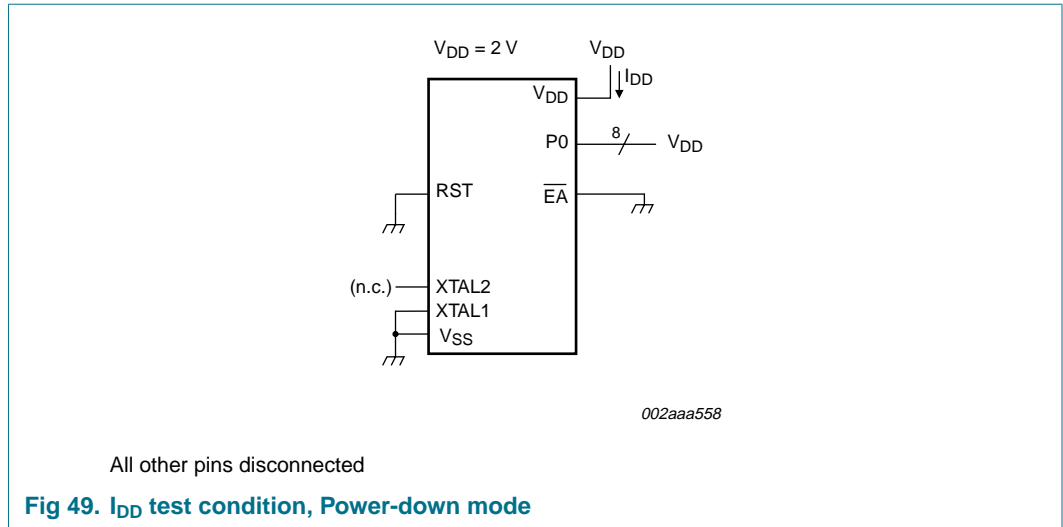 VDD = 2 V
VDD
IDD
VDD
P0
8
VDD
RST
EA
(n.c.)
XTAL2
XTAL1
VSS
002aaa558
All other pins disconnected
Fig 49. IDD test condition, Power-down mode